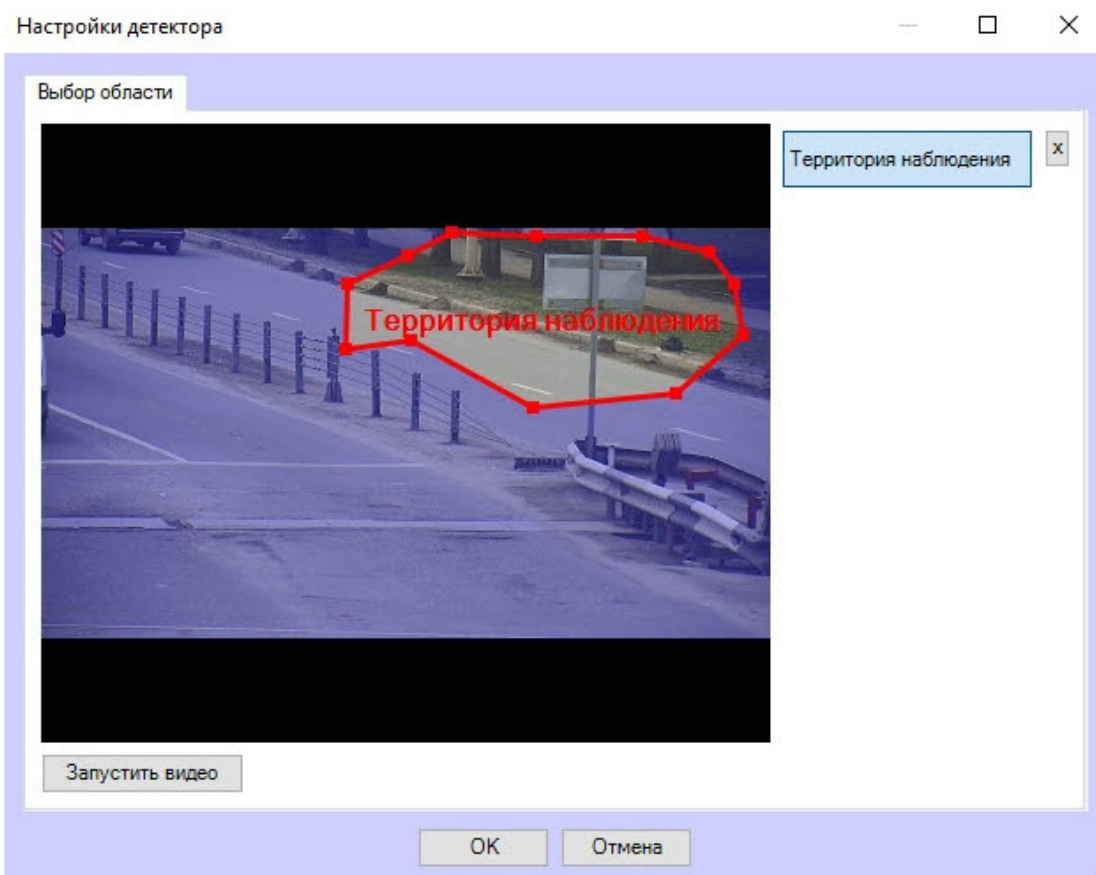 Настройки детектора
Выбор области
Территория наблюдения
x
Территория наблюдения
Запустить видео
OK
Отмена